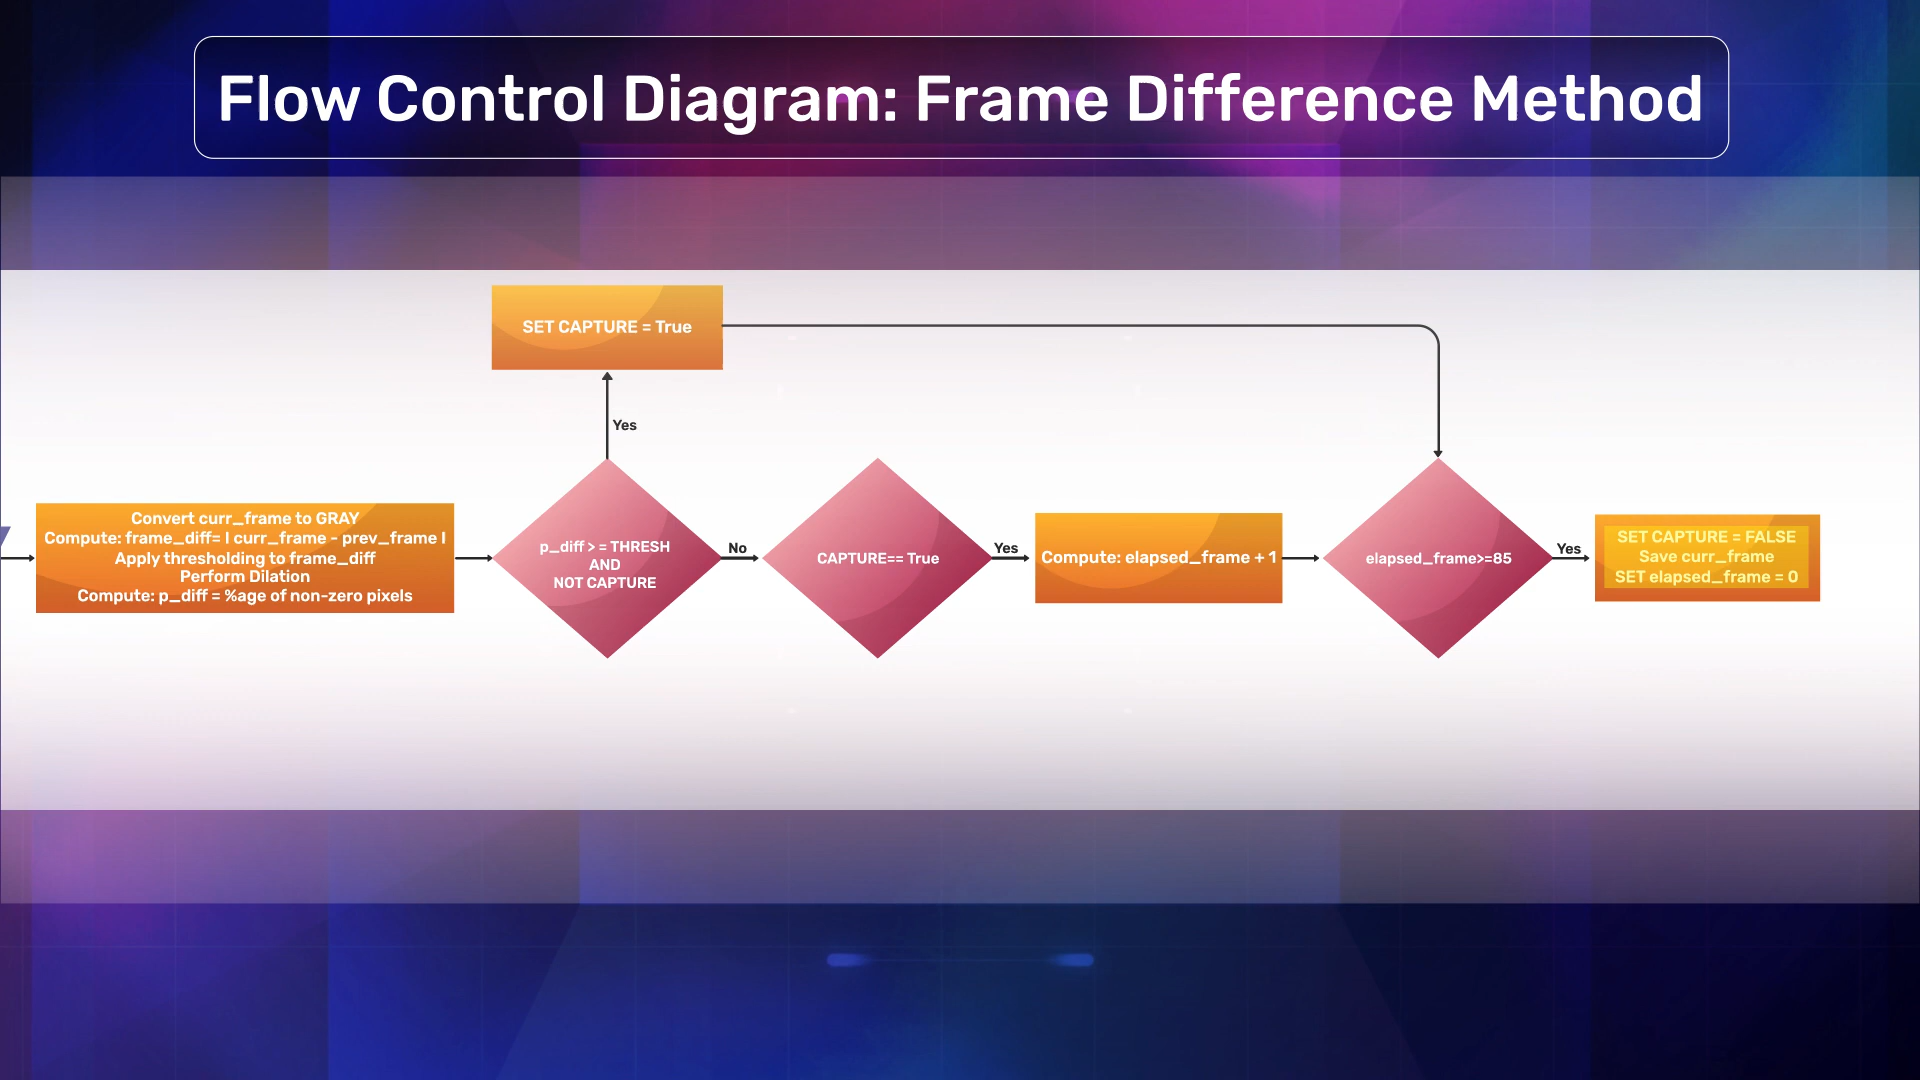 Flow Control Diagram: Frame Difference Method
SET CAPTURE = True
Yes
Convert curr_frame to GRAY
Compute: frame_diff= I curr_frame - prev_frame I
Apply thresholding to frame_diff
Perform Dilation
Compute: p_diff = %age of non-zero pixels
p_diff > = THRESH
AND
NOT CAPTURE
No
CAPTURE== True
Yes
Compute: elapsed_frame + 1
elapsed_frame>=85
Yes
SET CAPTURE = FALSE
Save curr_frame
SET elapsed_frame = 0